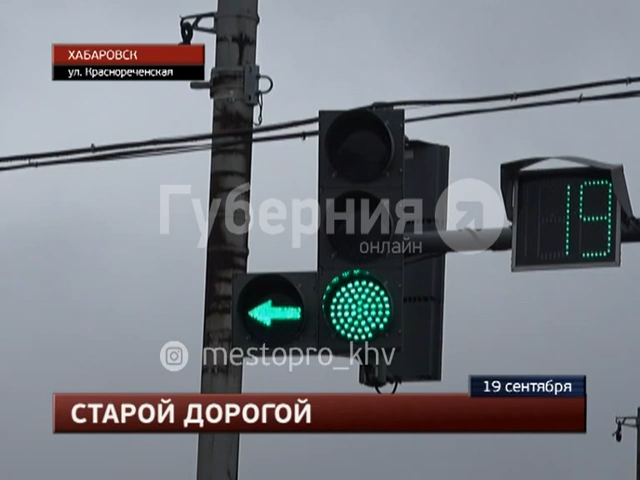 ХАБАРОВСК
ул. Краснореченская
19
Губерния
ОНЛАЙН
mestopro_khv
19 сентября
СТАРОЙ ДОРОГОЙ